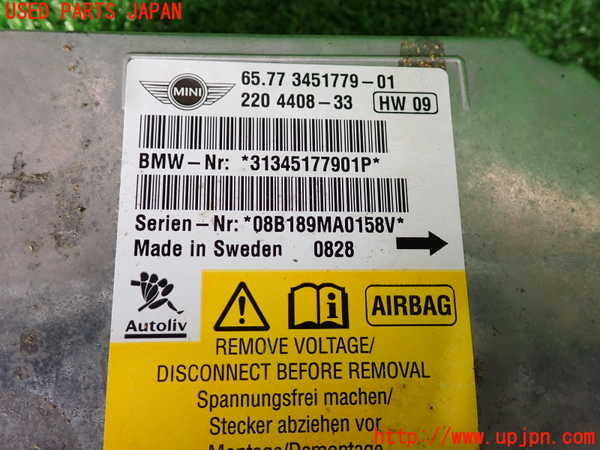 USED PARTS JAPAN
MINI
65.77 3451779-01
220 4408-33 HW 09
BMW-Nr: *31345177901P*
Serien-Nr: *08B189MA0158V*
Made in Sweden 0828
Autoliv
AIRBAG
REMOVE VOLTAGE/
DISCONNECT BEFORE REMOVAL
Spannungsfrei machen/
Stecker abziehen vor
Montage/Demontage
http://www.upjpn.com/